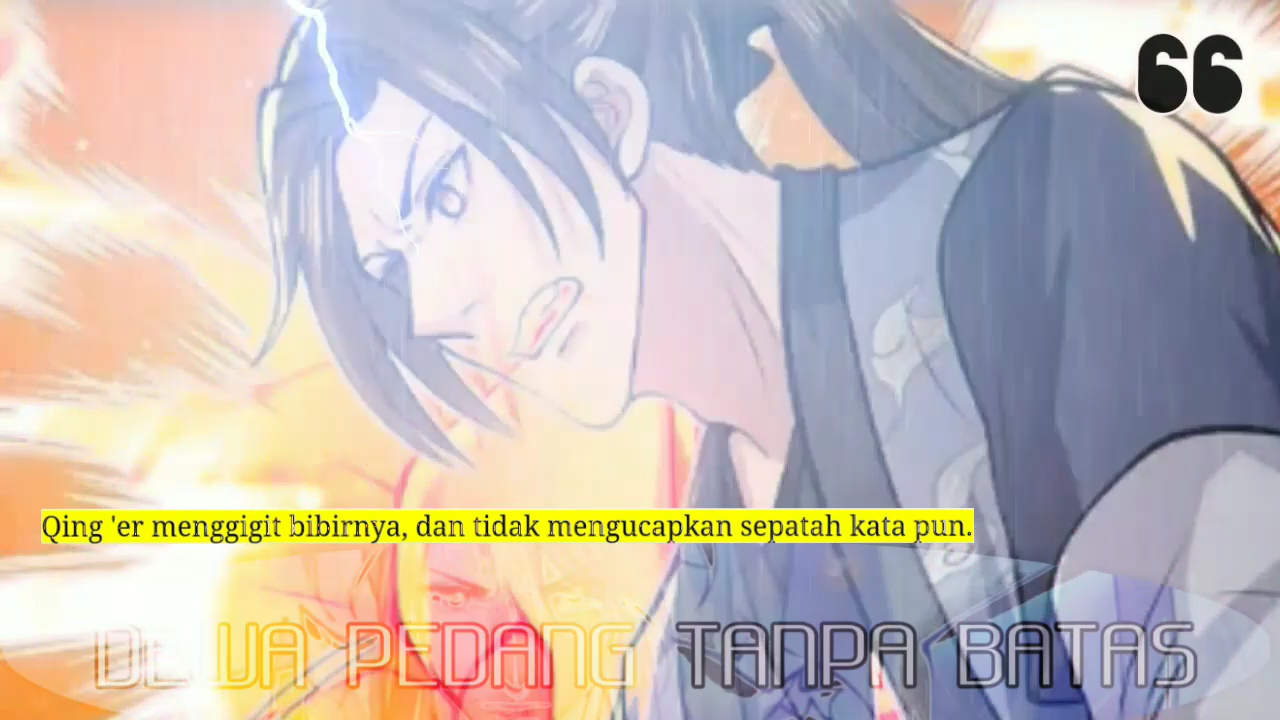 66
Qing 'er menggigit bibirnya, dan tidak mengucapkan sepatah kata pun.
DEWA PEDANG TANPA BATAS